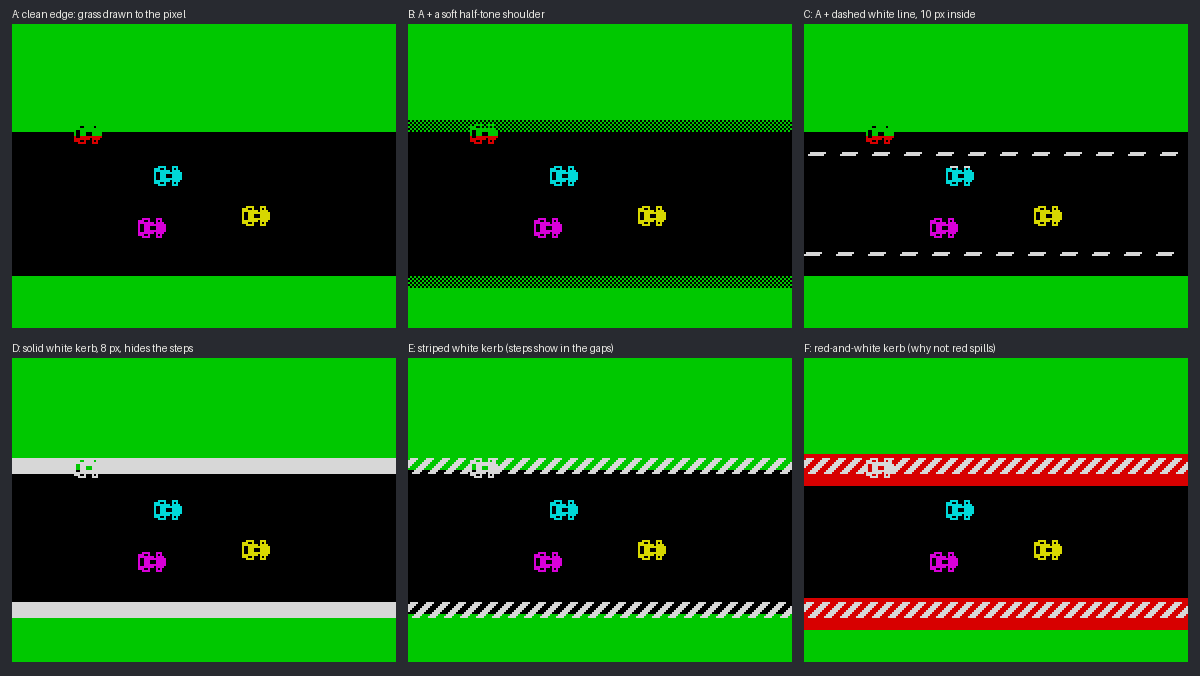 A: clean edge: grass drawn to the pixel
B: A + a soft half-tone shoulder
C: A + dashed white line, 10 px inside
D: solid white kerb, 8 px, hides the steps
E: striped white kerb (steps show in the gaps)
F: red-and-white kerb (why not: red spills)